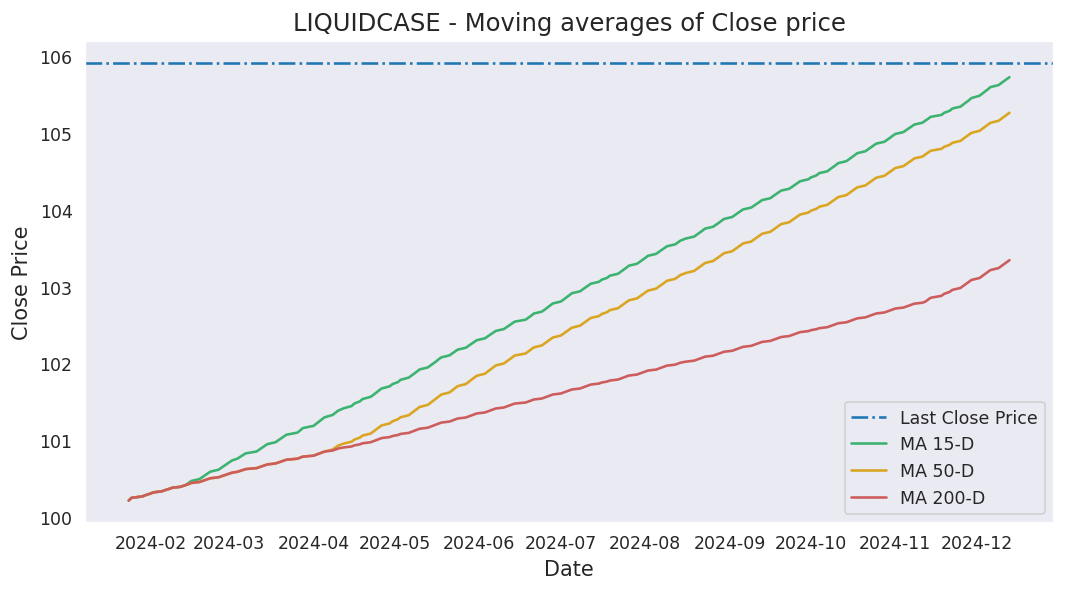 LIQUIDCASE - Moving averages of Close price
106
105
104
103
102
101
100
Close Price
2024-02 2024-03 2024-04 2024-05 2024-06 2024-07 2024-08 2024-09 2024-10 2024-11 2024-12
Date
Last Close Price
MA 15-D
MA 50-D
MA 200-D